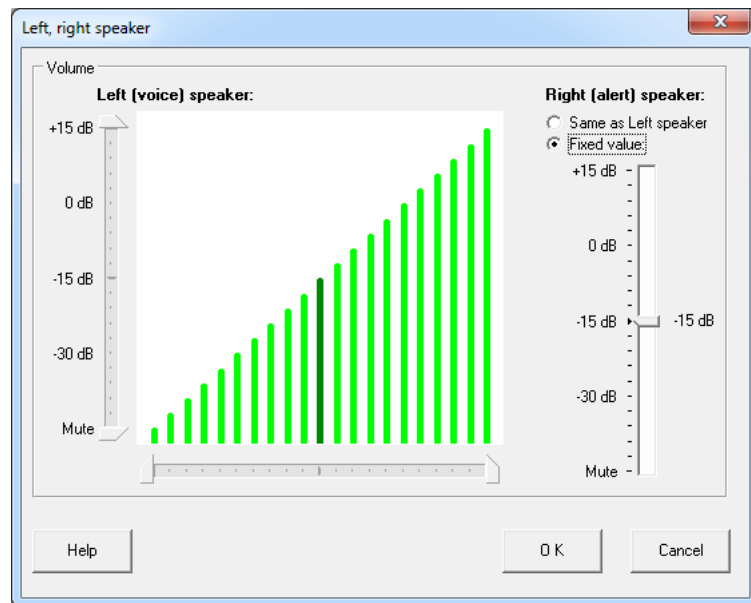 Left, right speaker
Volume
Left (voice) speaker:
+15 dB
0 dB
-15 dB
-30 dB
Mute
Right (alert) speaker:
Same as Left speaker
Fixed value:
+15 dB
0 dB
-15 dB
-15 dB
-30 dB
Mute
Help
O K
Cancel